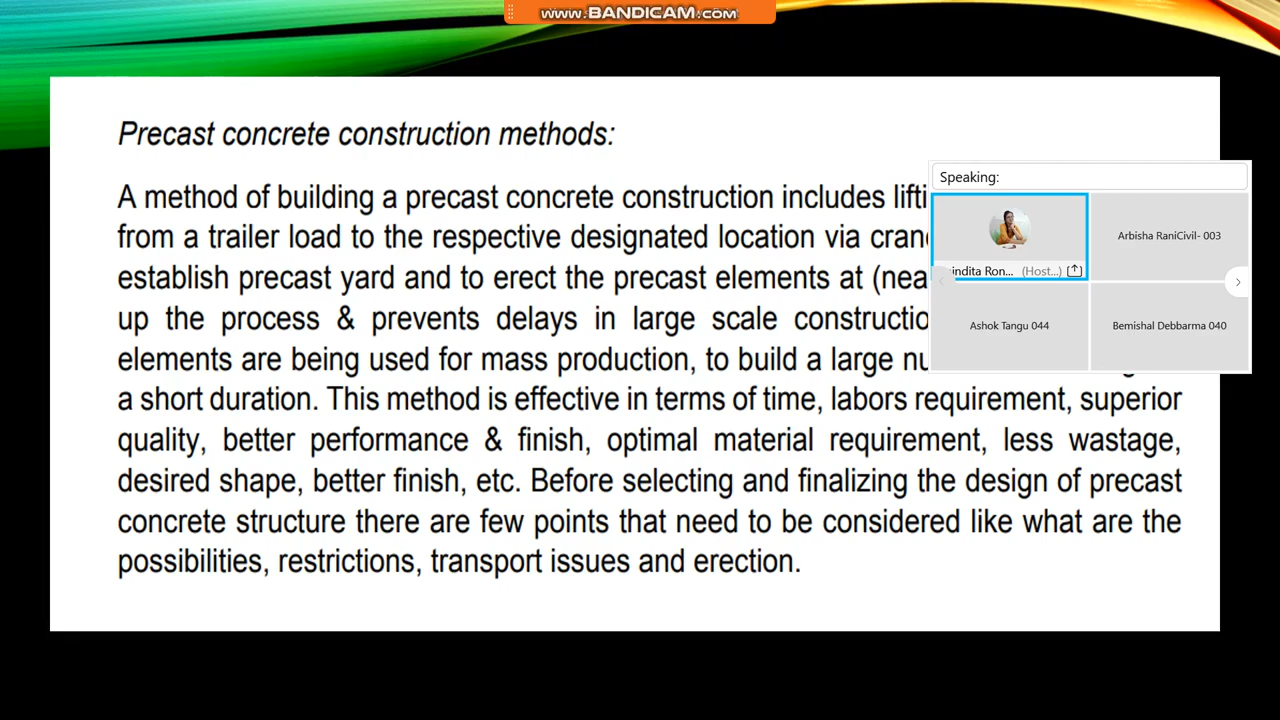 www.BANDICAM.com
Precast concrete construction methods:
A method of building a precast concrete construction includes
from a trailer load to the respective designated location via
establish precast yard and to erect the precast elements at
up the process & prevents delays in large scale
elements are being used for mass production, to build a large
a short duration. This method is effective in terms of time, labors requirement, superior
quality, better performance & finish, optimal material requirement, less wastage,
desired shape, better finish, etc. Before selecting and finalizing the design of precast
concrete structure there are few points that need to be considered like what are the
possibilities, restrictions, transport issues and erection.
Speaking:
Ron... (Host...)
Arbisha RaniCivil- 003
Ashok Tangu 044
Bemishal Debbarma 040